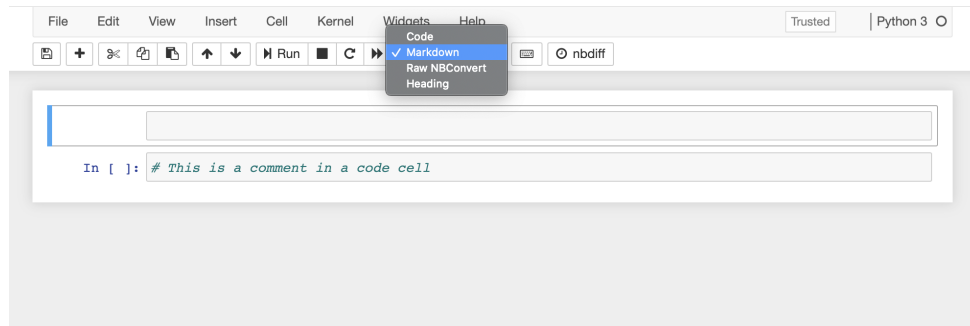 File Edit View Insert Cell Kernel Widgets Help Trusted Python 3
Run nbdiff
Code
✓ Markdown
Raw NBConvert
Heading
In [ ]: # This is a comment in a code cell